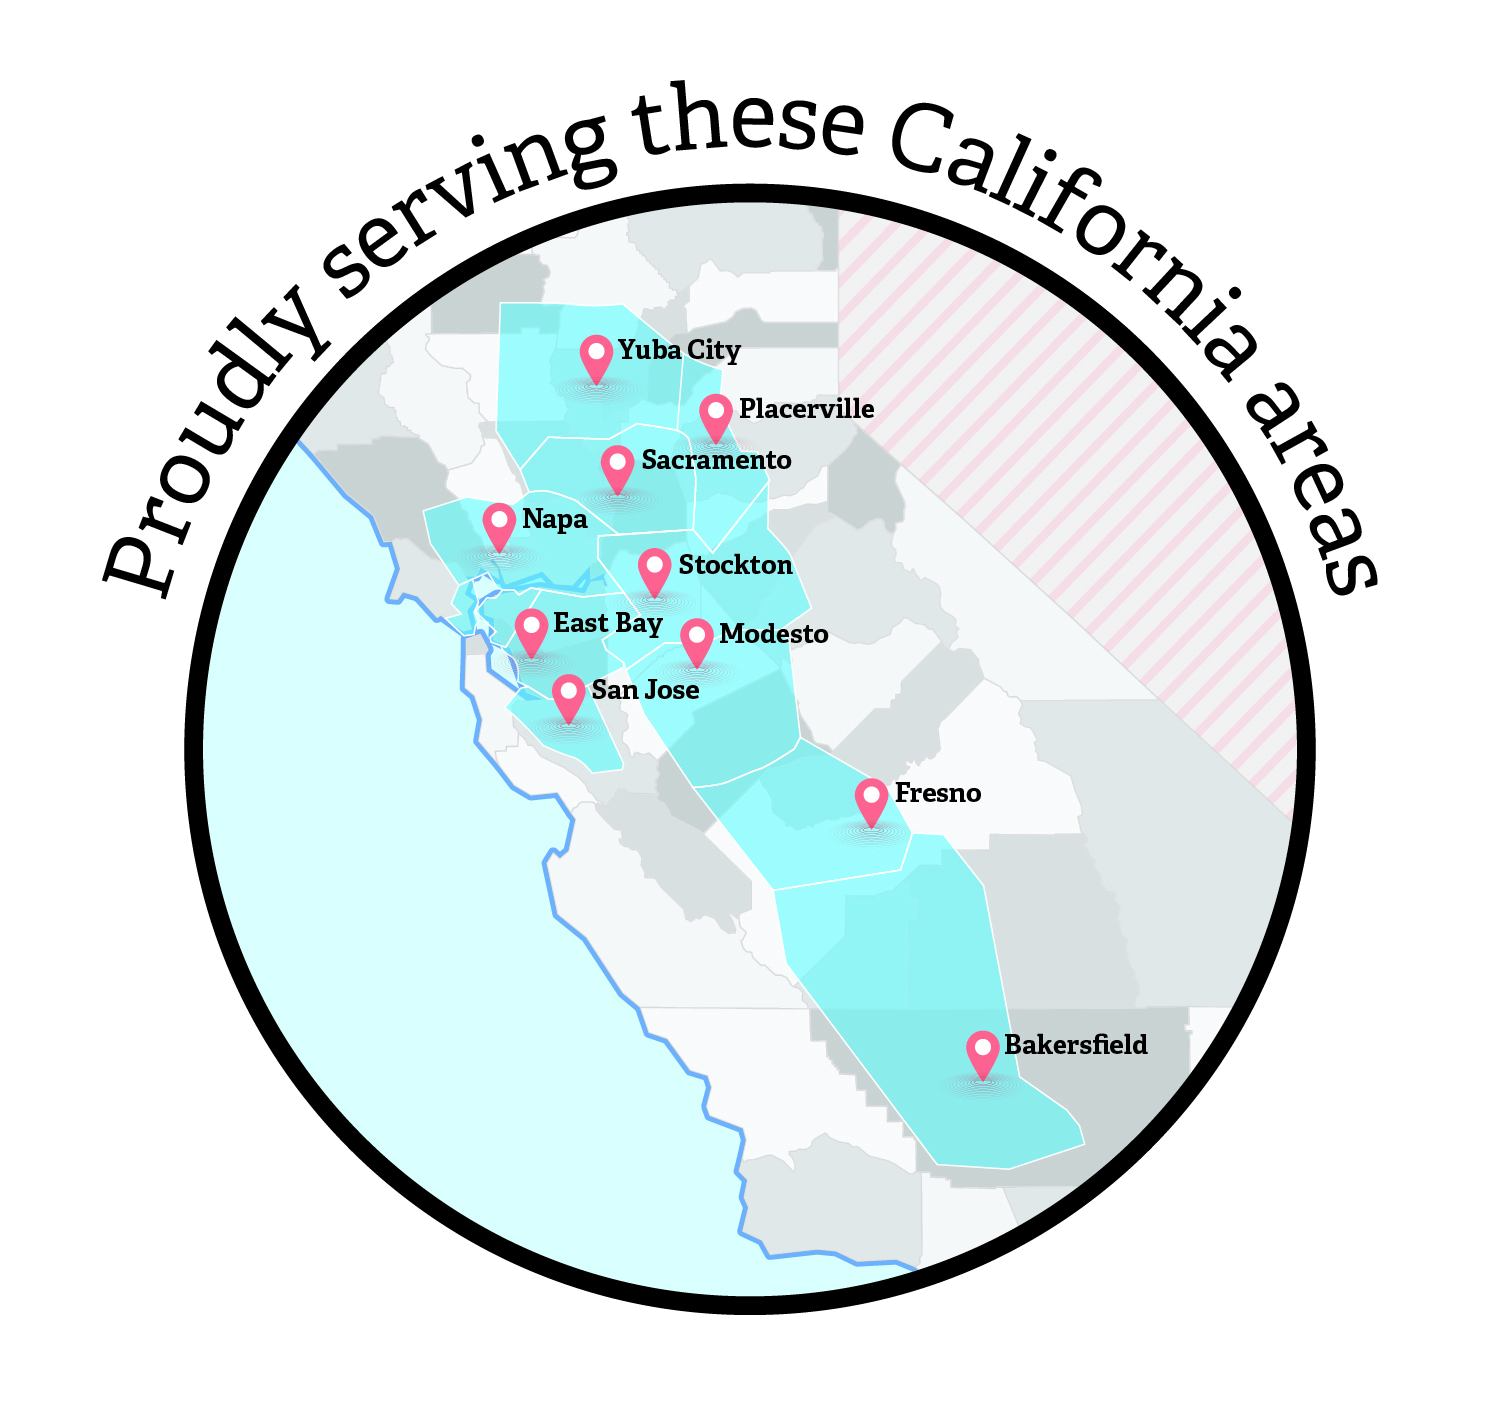 Proudly serving these California areas
Yuba City
Placerville
Sacramento
Napa
Stockton
East Bay
Modesto
San Jose
Fresno
Bakersfield